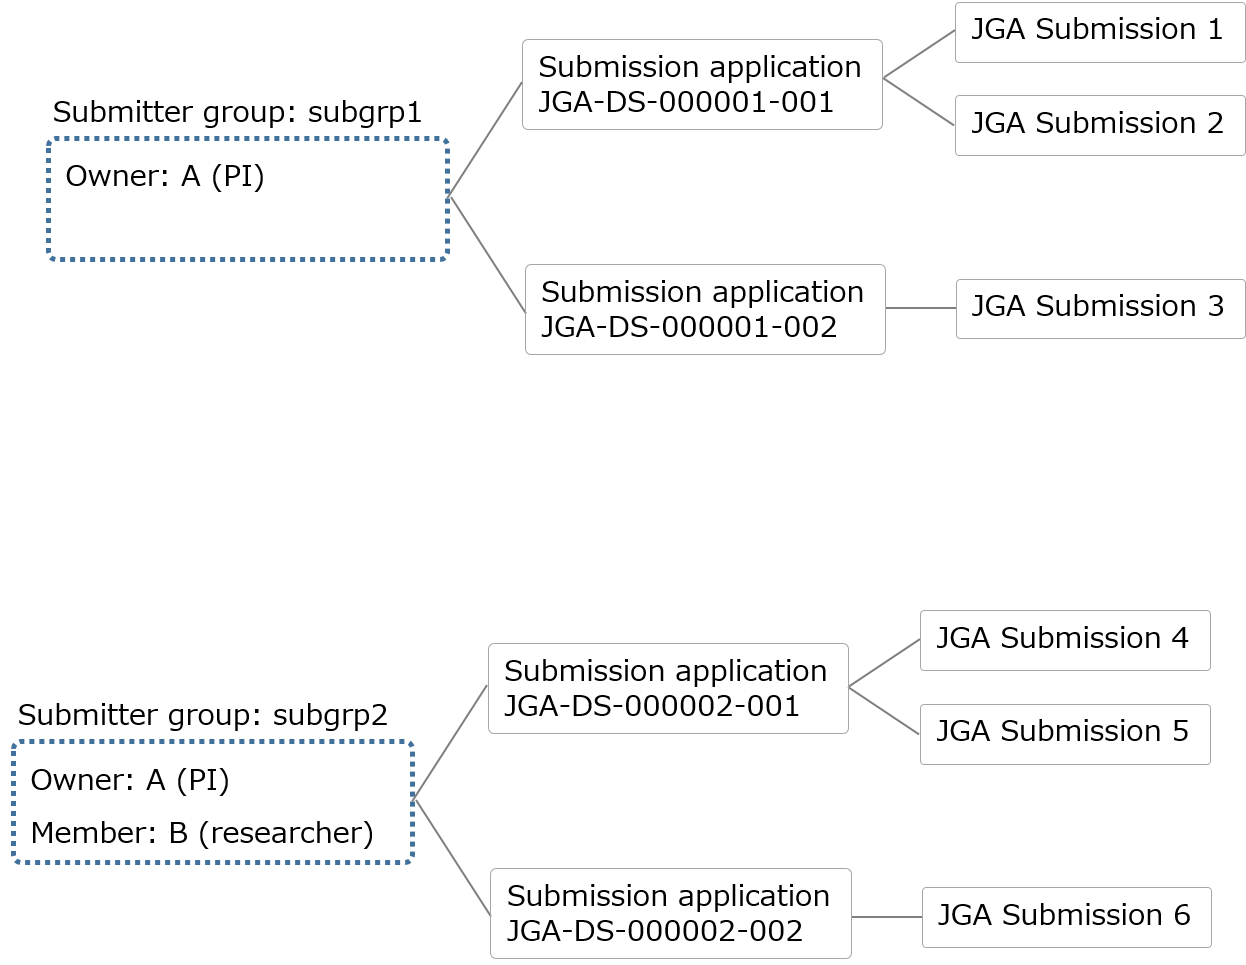 Submitter group: subgrp1
Owner: A (PI)
Submission application
JGA-DS-000001-001
JGA Submission 1
JGA Submission 2
Submission application
JGA-DS-000001-002
JGA Submission 3
Submitter group: subgrp2
Owner: A (PI)
Member: B (researcher)
Submission application
JGA-DS-000002-001
JGA Submission 4
JGA Submission 5
Submission application
JGA-DS-000002-002
JGA Submission 6